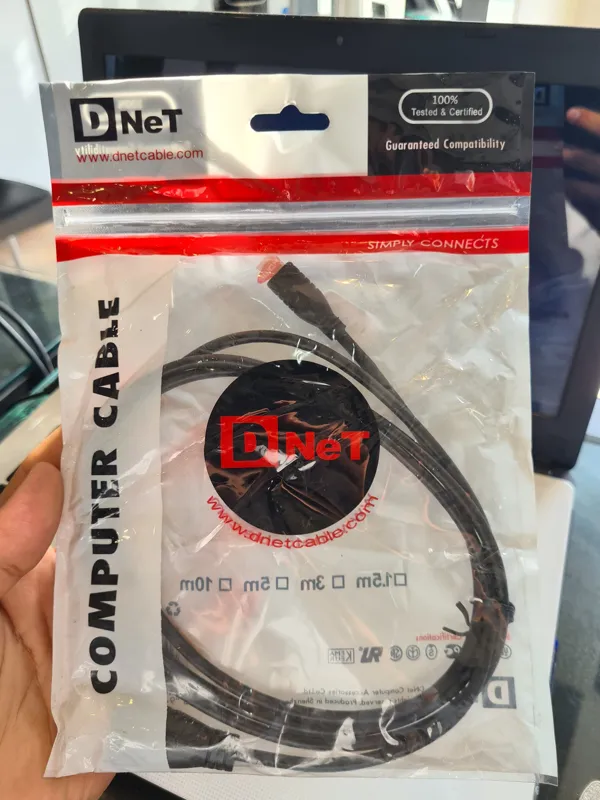 DNeT
www.dnetcable.com
100%
Tested & Certified
Guaranteed Compatibility
SIMPLY CONNECTS
COMPUTER CABLE
DNeT
www.dnetcable.com
1.5m 3m 5m 10m